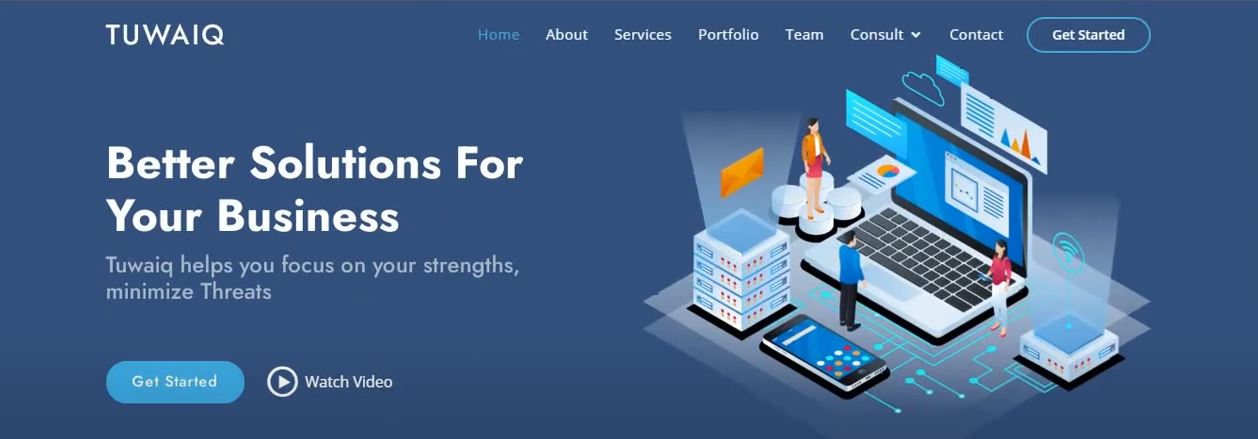 TUWAIQ
Home About Services Portfolio Team Consult Contact Get Started
Better Solutions For
Your Business
Tuwaiq helps you focus on your strengths,
minimize Threats
Get Started Watch Video